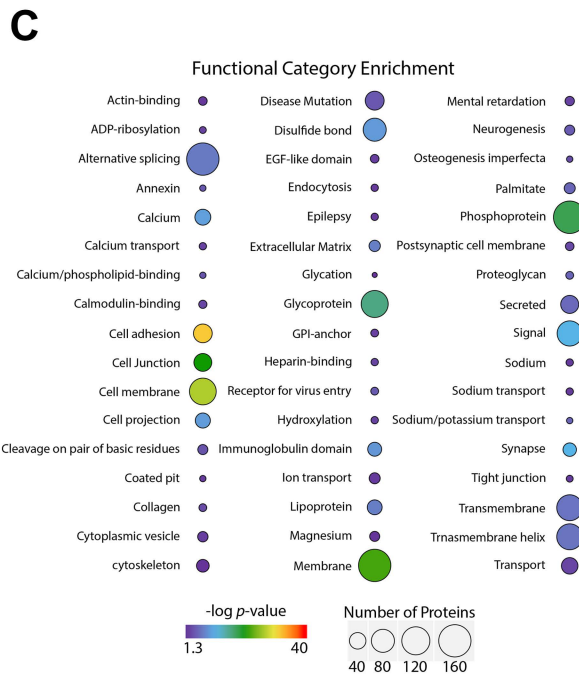 C
Functional Category Enrichment
Actin-binding
ADP-ribosylation
Alternative splicing
Annexin
Calcium
Calcium transport
Calcium/phospholipid-binding
Calmodulin-binding
Cell adhesion
Cell Junction
Cell membrane
Cell projection
Cleavage on pair of basic residues
Coated pit
Collagen
Cytoplasmic vesicle
cytoskeleton
Disease Mutation
Disulfide bond
EGF-like domain
Endocytosis
Epilepsy
Extracellular Matrix
Glycation
Glycoprotein
GPI-anchor
Heparin-binding
Receptor for virus entry
Hydroxylation
Immunoglobulin domain
Ion transport
Lipoprotein
Magnesium
Membrane
Mental retardation
Neurogenesis
Osteogenesis imperfecta
Palmitate
Phosphoprotein
Postsynaptic cell membrane
Proteoglycan
Secreted
Signal
Sodium
Sodium transport
Sodium/potassium transport
Synapse
Tight junction
Transmembrane
Trnasmembrane helix
Transport
-log p-value
1.3 40
Number of Proteins
40 80 120 160